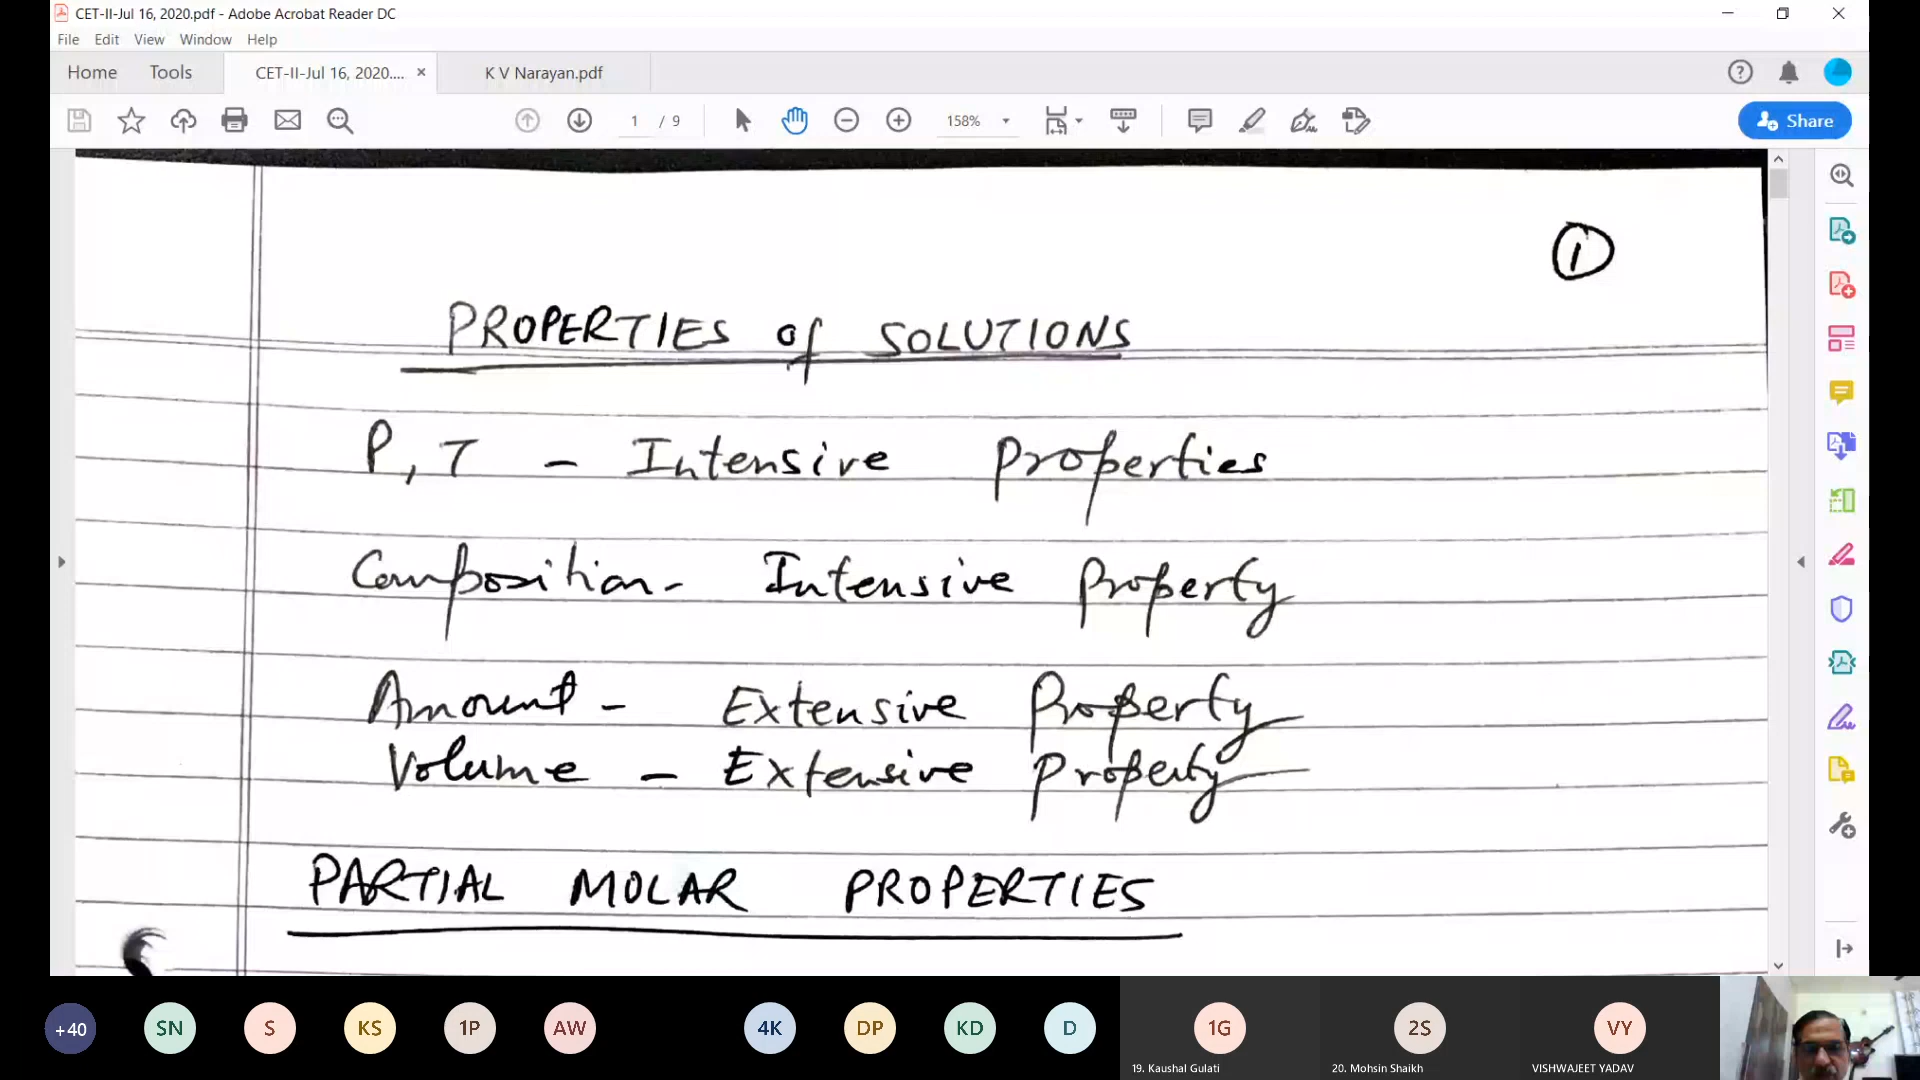 CET-II-Jul 16, 2020.pdf - Adobe Acrobat Reader DC
File Edit View Window Help
Home Tools CET-II-Jul 16, 2020.... × K V Narayan.pdf
1 / 9 158% Share
1
PROPERTIES of SOLUTIONS
P, T - Intensive Properties
Composition - Intensive Property
Amount - Extensive Property
Volume - Extensive Property
PARTIAL MOLAR PROPERTIES
+40 SN S KS 1P AW 4K DP KD D 1G 2S VY
19. Kaushal Gulati 20. Mohsin Shaikh VISHWAJEET YADAV